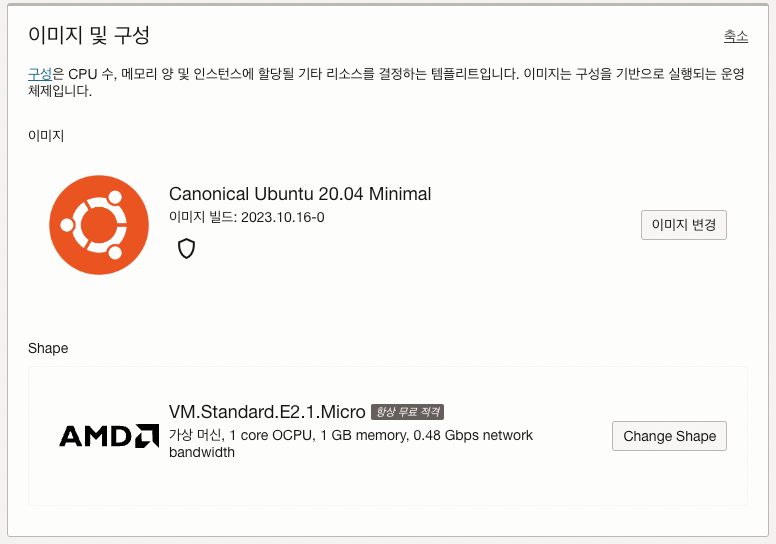 이미지 및 구성
축소
구성은 CPU 수, 메모리 양 및 인스턴스에 할당될 기타 리소스를 결정하는 템플리트입니다. 이미지는 구성을 기반으로 실행되는 운영
체제입니다.
이미지
Canonical Ubuntu 20.04 Minimal
이미지 빌드: 2023.10.16-0
이미지 변경
Shape
AMD
VM.Standard.E2.1.Micro 항상 무료 적격
가상 머신, 1 core OCPU, 1 GB memory, 0.48 Gbps network
bandwidth
Change Shape